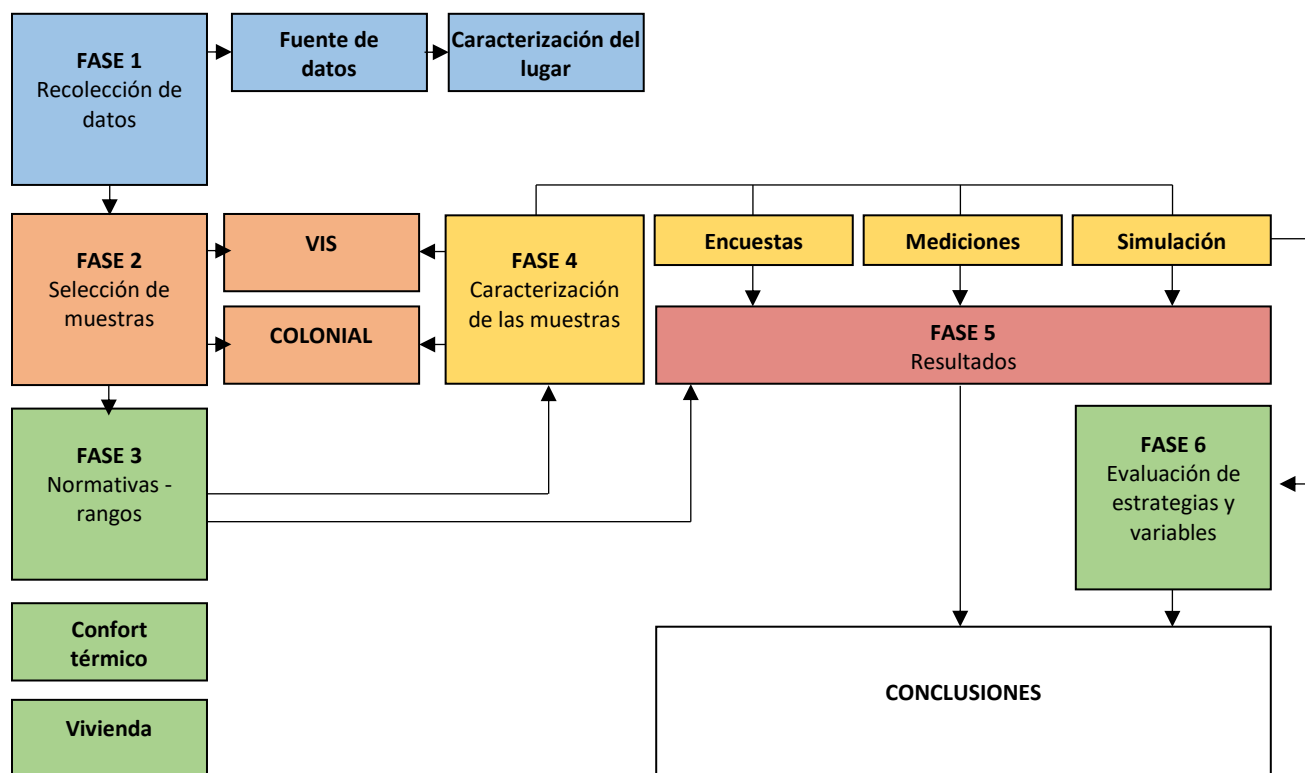 FASE 1
Recolección de
datos
Fuente de
datos
Caracterización del
lugar
FASE 2
Selección de
muestras
VIS
COLONIAL
FASE 4
Caracterización
de las muestras
Encuestas
Mediciones
Simulación
FASE 5
Resultados
FASE 3
Normativas -
rangos
FASE 6
Evaluación de
estrategias y
variables
Confort
térmico
Vivienda
CONCLUSIONES